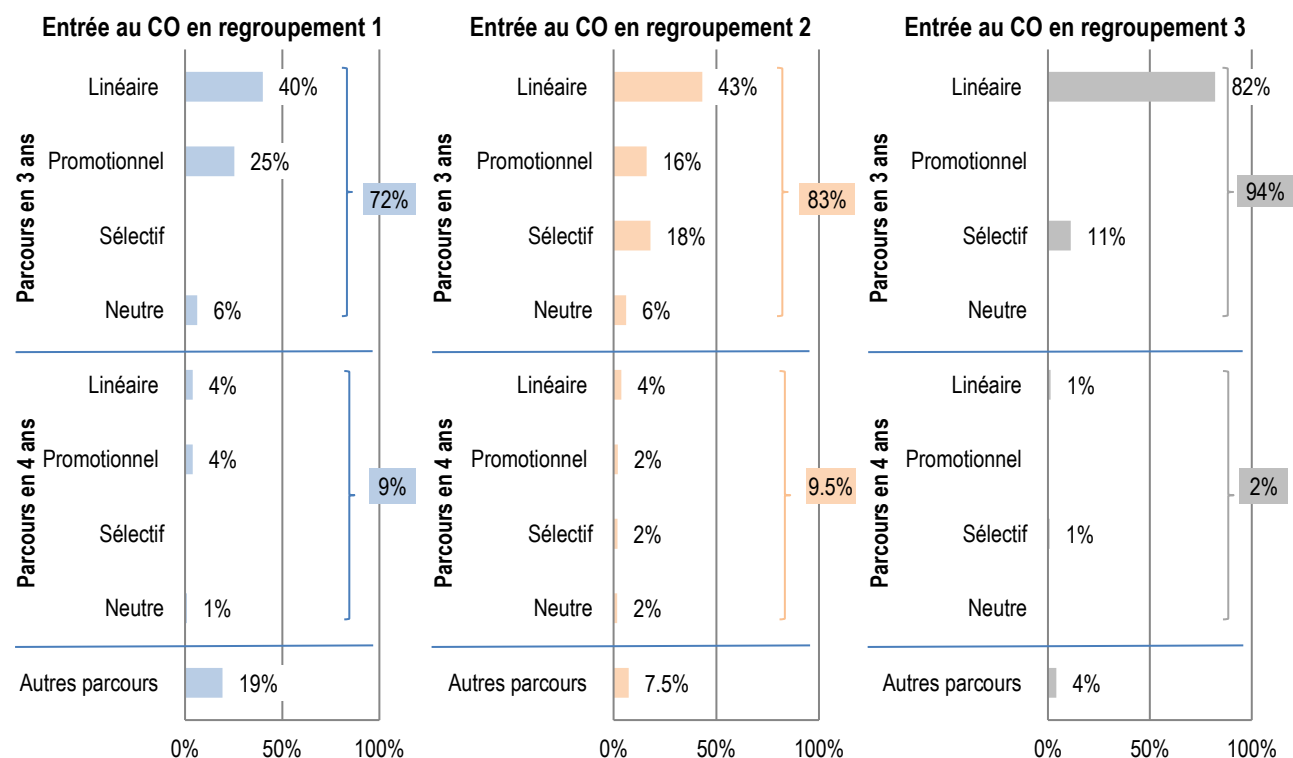 Entrée au CO en regroupement 1
Parcours en 3 ans
Linéaire 40%
Promotionnel 25%
Sélectif
Neutre 6%
72%
Parcours en 4 ans
Linéaire 4%
Promotionnel 4%
Sélectif
Neutre 1%
9%
Autres parcours 19%
0% 50% 100%
Entrée au CO en regroupement 2
Parcours en 3 ans
Linéaire 43%
Promotionnel 16%
Sélectif 18%
Neutre 6%
83%
Parcours en 4 ans
Linéaire 4%
Promotionnel 2%
Sélectif 2%
Neutre 2%
9.5%
Autres parcours 7.5%
0% 50% 100%
Entrée au CO en regroupement 3
Parcours en 3 ans
Linéaire 82%
Promotionnel
Sélectif 11%
Neutre
94%
Parcours en 4 ans
Linéaire 1%
Promotionnel
Sélectif 1%
Neutre
2%
Autres parcours 4%
0% 50% 100%